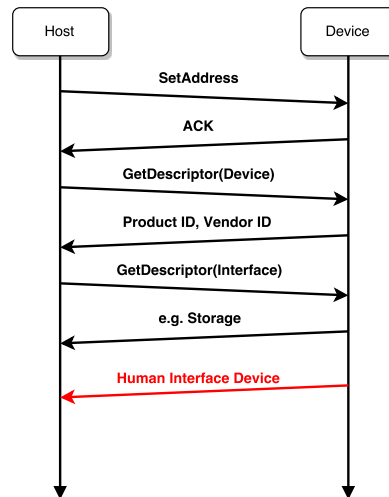 Host
Device
SetAddress
ACK
GetDescriptor(Device)
Product ID, Vendor ID
GetDescriptor(Interface)
e.g. Storage
Human Interface Device